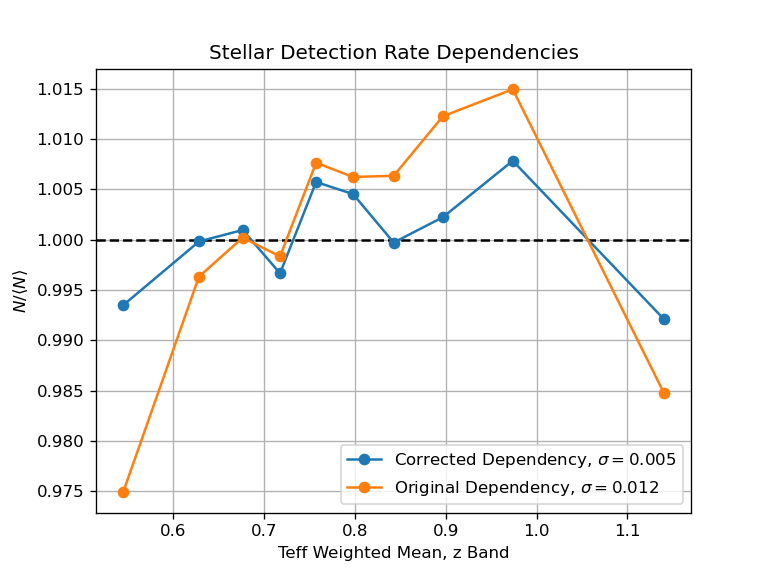 Stellar Detection Rate Dependencies
1.015
1.010
1.005
1.000
0.995
0.990
0.985
0.980
0.975
N/⟨N⟩
Corrected Dependency, σ = 0.005
Original Dependency, σ = 0.012
0.6 0.7 0.8 0.9 1.0 1.1
Teff Weighted Mean, z Band